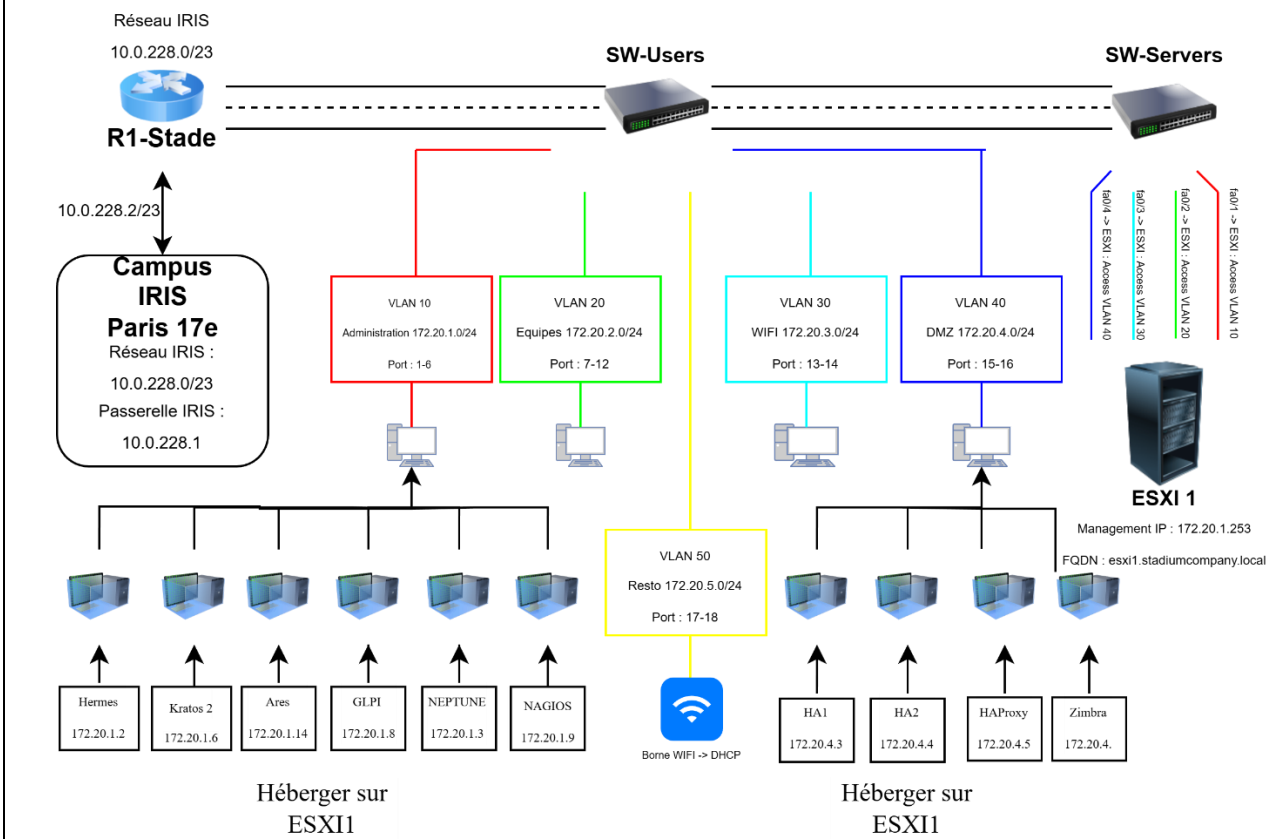 Réseau IRIS
10.0.228.0/23
R1-Stade
SW-Users
SW-Servers
10.0.228.2/23
Campus
IRIS
Paris 17e
Réseau IRIS :
10.0.228.0/23
Passerelle IRIS :
10.0.228.1
VLAN 10
Administration 172.20.1.0/24
Port : 1-6
VLAN 20
Equipes 172.20.2.0/24
Port : 7-12
VLAN 30
WIFI 172.20.3.0/24
Port : 13-14
VLAN 40
DMZ 172.20.4.0/24
Port : 15-16
fa0/4 -> ESXI : Access VLAN 40
fa0/3 -> ESXI : Access VLAN 30
fa0/2 -> ESXI : Access VLAN 20
fa0/1 -> ESXI : Access VLAN 10
ESXI 1
Management IP : 172.20.1.253
FQDN : esxi1.stadiumcompany.local
VLAN 50
Resto 172.20.5.0/24
Port : 17-18
Hermes
172.20.1.2
Kratos 2
172.20.1.6
Ares
172.20.1.14
GLPI
172.20.1.8
NEPTUNE
172.20.1.3
NAGIOS
172.20.1.9
Borne WIFI -> DHCP
HA1
172.20.4.3
HA2
172.20.4.4
HAProxy
172.20.4.5
Zimbra
172.20.4.
Héberger sur
ESXI1
Héberger sur
ESXI1